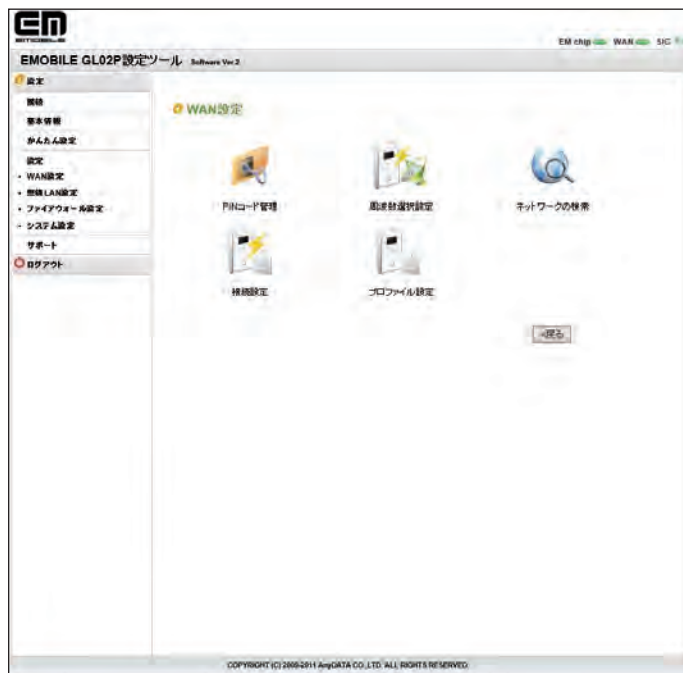 EM
EMOBILE
EM chip WAN SIG
EMOBILE GL02P設定ツール Software Ver.2
設定
接続
基本情報
かんたん設定
設定
・ WAN設定
・ 無線LAN設定
・ ファイアウォール設定
・ システム設定
サポート
ログアウト
WAN設定
PINコード管理 周波数選択設定 ネットワークの検索
接続設定 プロファイル設定
<戻る
COPYRIGHT (C) 2009-2011 AnyDATA CO.,LTD. ALL RIGHTS RESERVED.